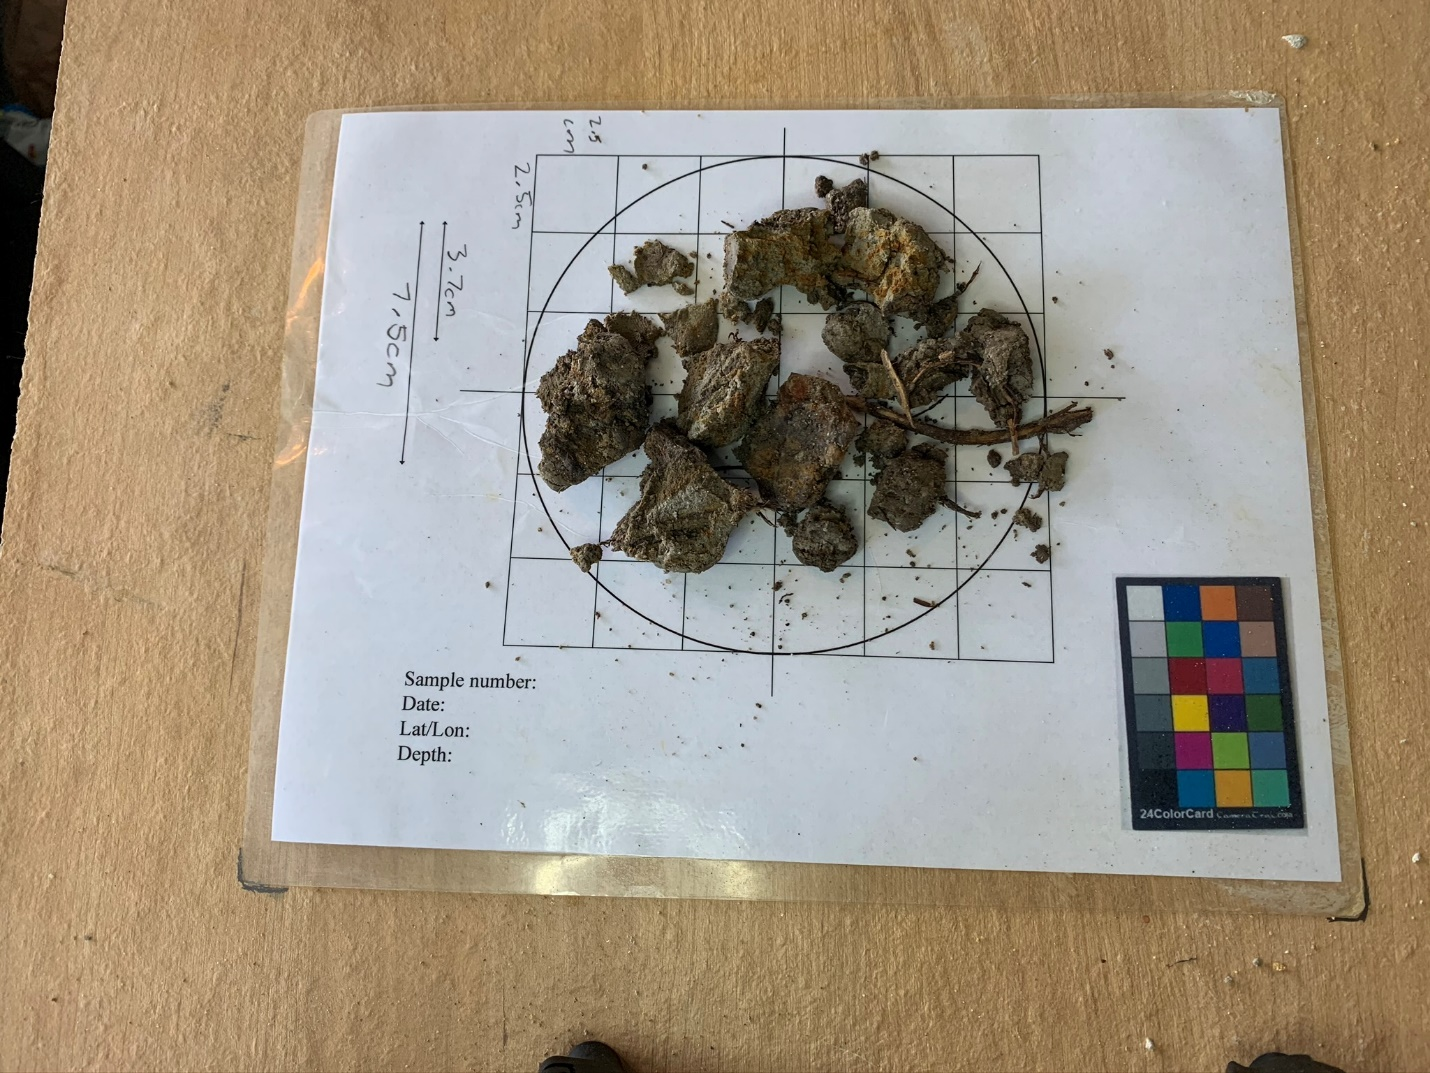 2.5
cm
2.5cm
3.7cm
7.5cm
Sample number:
Date:
Lat/Lon:
Depth:
24ColorCard